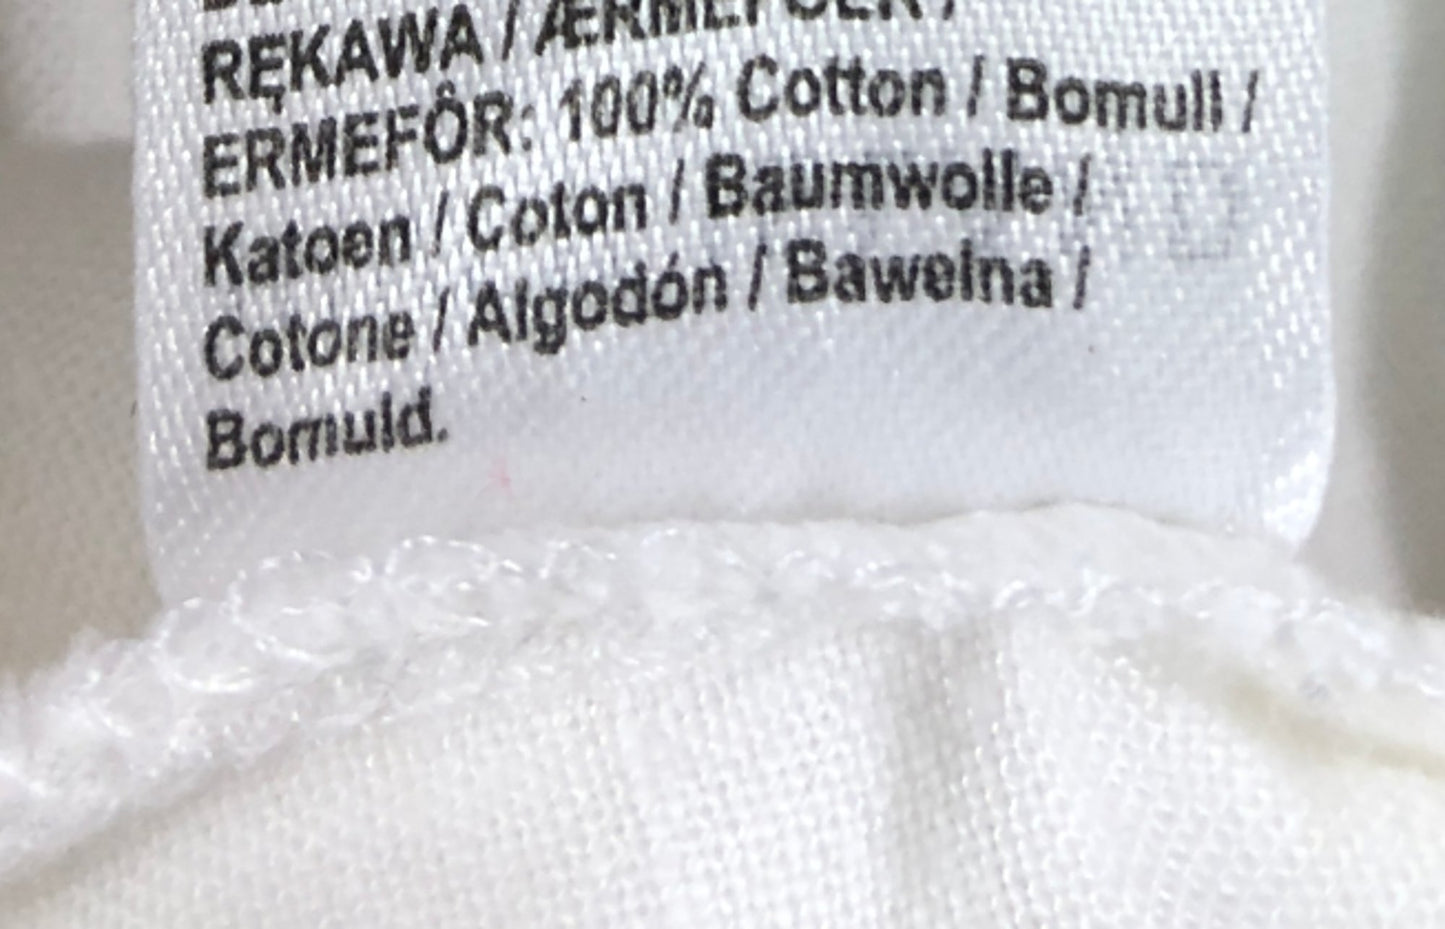 RĘKAWA / ÆRMEFOER /
ERMEFÔR: 100% Cotton / Bomull /
Katoen / Coton / Baumwolle /
Cotone / Algodón / Bawełna /
Bomuld.